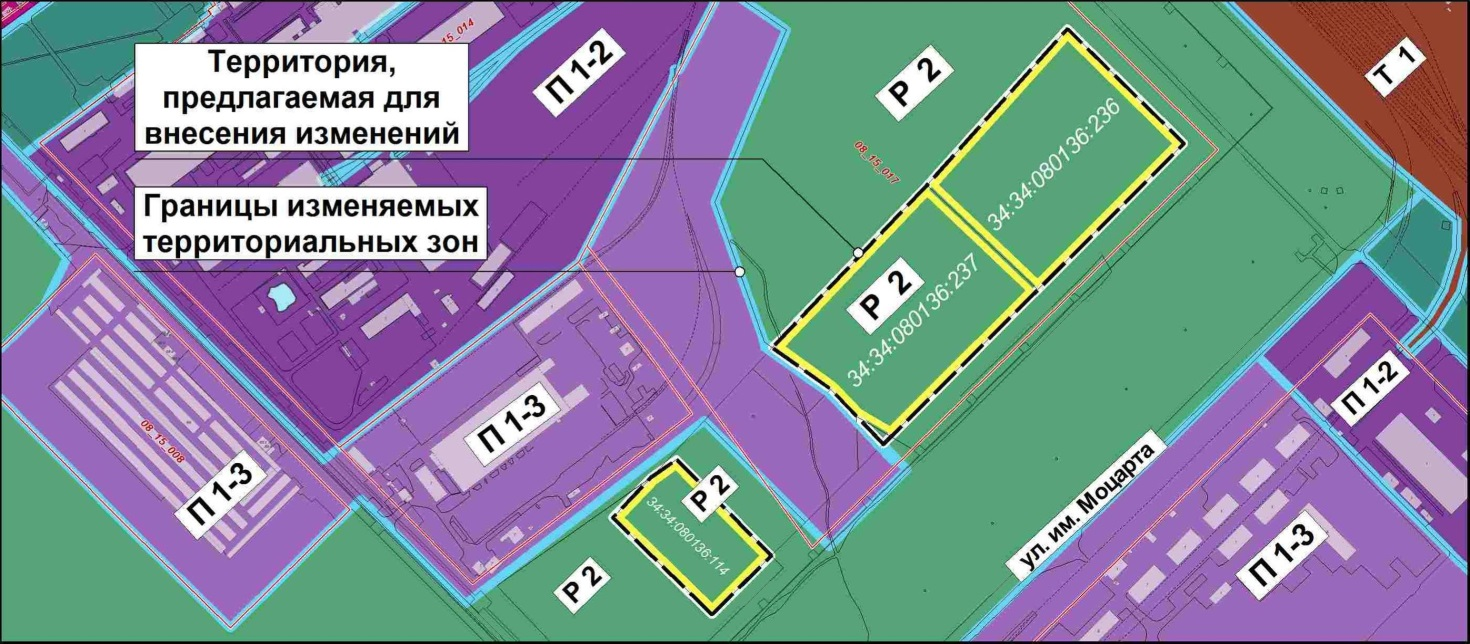 15_014
Территория,
предлагаемая для
внесения изменений
П 1-2
Р 2
Т 1
34:34:080136:236
08_15_017
Границы изменяемых
территориальных зон
Р 2
34:34:080136:237
П 1-3
П 1-2
08_15_008
П 1-3
Р 2
34:34:080136:114
Р 2
ул. им. Моцарта
П 1-3